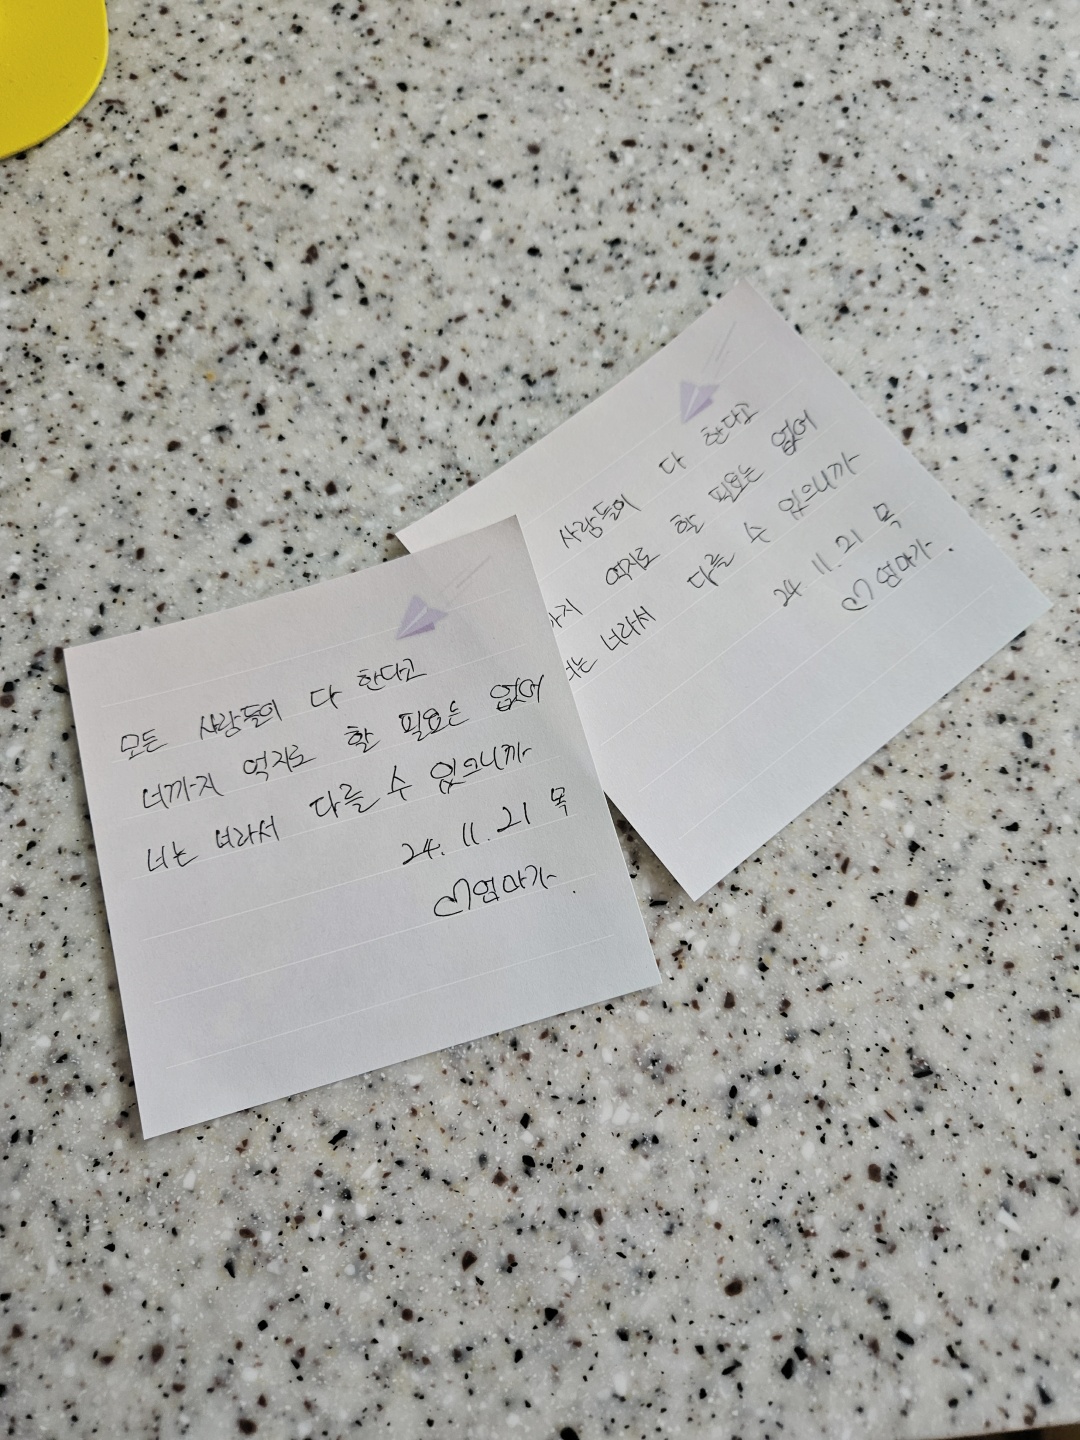 모든 사람들이 다 한다고
너까지 억지로 할 필요는 없어
너는 너라서 다를 수 있으니까
24. 11. 21 목
♡엄마가.
사람들이 다 한다고
까지 억지로 할 필요는 없어
너는 너라서 다를 수 있으니까
24 11. 21 목
♡엄마가.